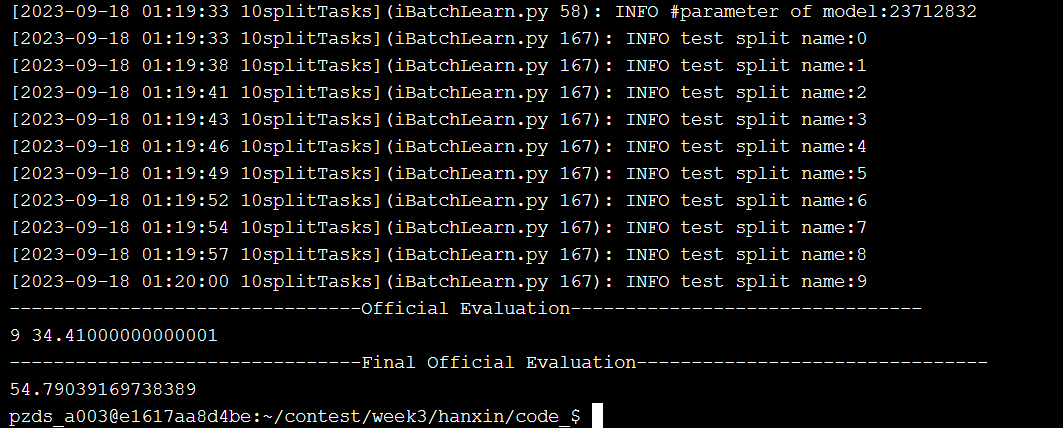 [2023-09-18 01:19:33 10splitTasks](iBatchLearn.py 58): INFO #parameter of model:23712832
[2023-09-18 01:19:33 10splitTasks](iBatchLearn.py 167): INFO test split name:0
[2023-09-18 01:19:38 10splitTasks](iBatchLearn.py 167): INFO test split name:1
[2023-09-18 01:19:41 10splitTasks](iBatchLearn.py 167): INFO test split name:2
[2023-09-18 01:19:43 10splitTasks](iBatchLearn.py 167): INFO test split name:3
[2023-09-18 01:19:46 10splitTasks](iBatchLearn.py 167): INFO test split name:4
[2023-09-18 01:19:49 10splitTasks](iBatchLearn.py 167): INFO test split name:5
[2023-09-18 01:19:52 10splitTasks](iBatchLearn.py 167): INFO test split name:6
[2023-09-18 01:19:54 10splitTasks](iBatchLearn.py 167): INFO test split name:7
[2023-09-18 01:19:57 10splitTasks](iBatchLearn.py 167): INFO test split name:8
[2023-09-18 01:20:00 10splitTasks](iBatchLearn.py 167): INFO test split name:9
--------------------------------Official Evaluation--------------------------------
9 34.41000000000001
--------------------------------Final Official Evaluation--------------------------------
54.79039169738389
pzds_a003@e1617aa8d4be:~/contest/week3/hanxin/code_$